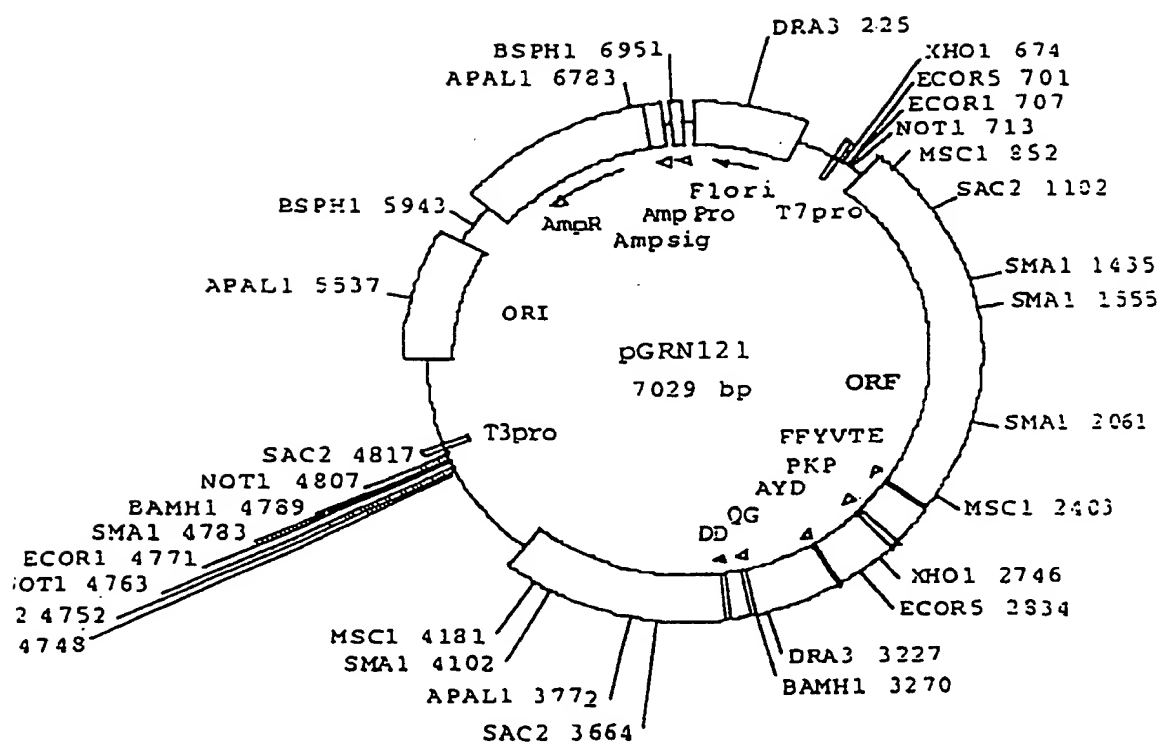 DRA3 225
BSPH1 6951
XHO1 674
APAL1 6783
ECOR5 701
ECOR1 707
NOT1 713
MSC1 852
SAC2 1102
BSPH1 5943
AmpR
Amp Pro
Ampsig
Flori
T7pro
APAL1 5537
ORI
SMA1 1435
SMA1 1555
pGRN121
7029 bp
ORF
T3pro
FFYVTE
PKP
AYD
QG
DD
SMA1 2061
MSC1 2403
SAC2 4817
NOT1 4807
BAMH1 4789
SMA1 4783
ECOR1 4771
OT1 4763
2 4752
4748
XHO1 2746
ECOR5 2834
MSC1 4181
SMA1 4102
APAL1 3772
SAC2 3664
DRA3 3227
BAMH1 3270